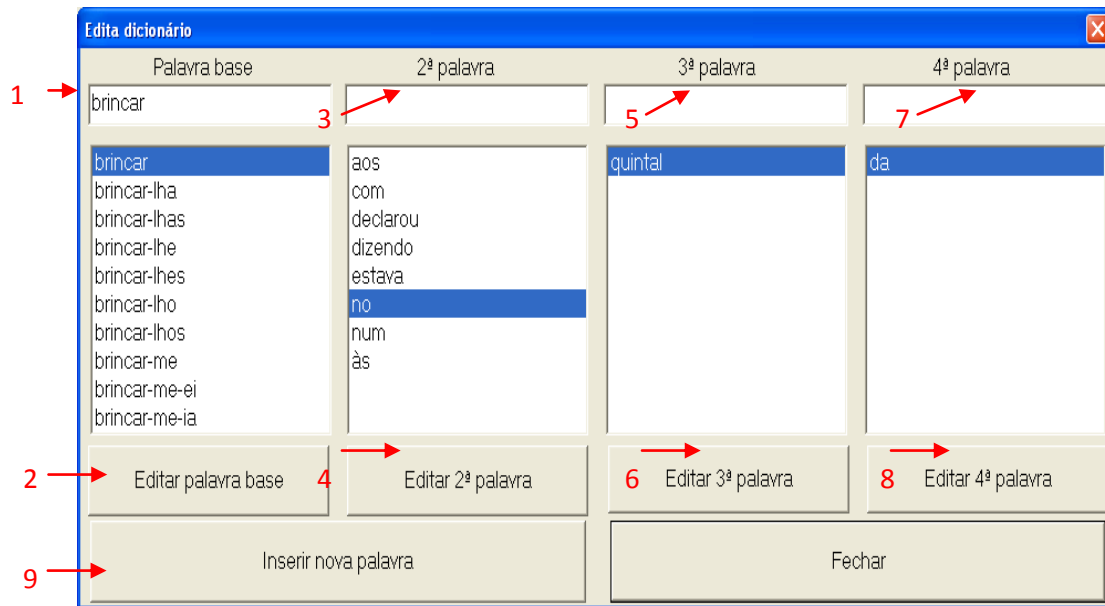 Edita dicionário
Palavra base 2ª palavra 3ª palavra 4ª palavra
1 brincar 3 5 7
brincar aos quintal da
brincar-lha com
brincar-lhas declarou
brincar-lhe dizendo
brincar-lhes estava
brincar-lho no
brincar-lhos num
brincar-me às
brincar-me-ei
brincar-me-ia
2 Editar palavra base 4 Editar 2ª palavra 6 Editar 3ª palavra 8 Editar 4ª palavra
9 Inserir nova palavra Fechar